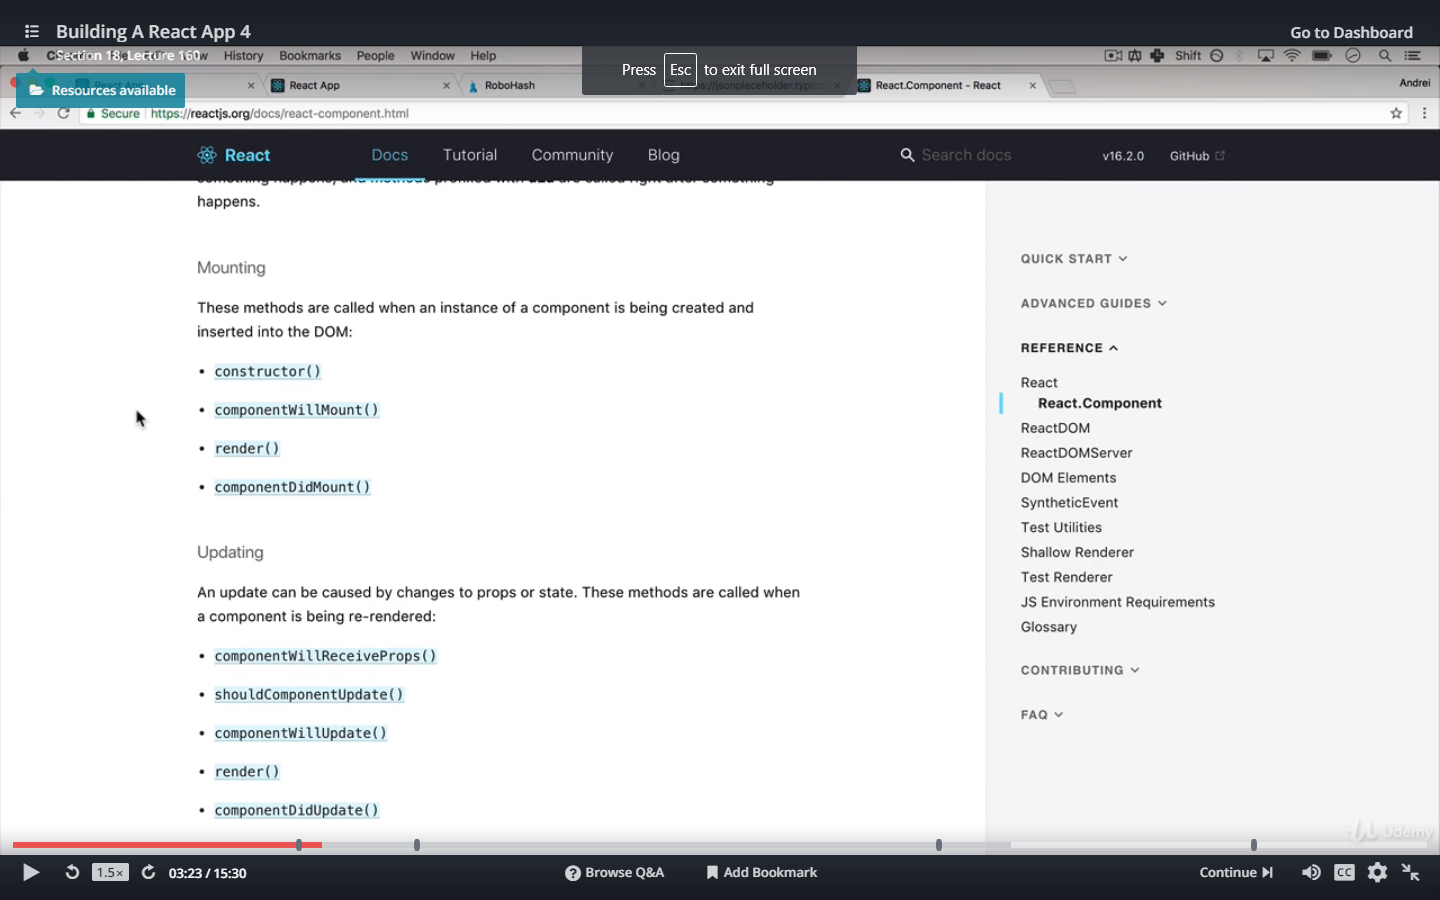 Building A React App 4
Go to Dashboard
Section 18, Lecture 160
History Bookmarks People Window Help
Shift
Press Esc to exit full screen
Resources available
React App
RoboHash
React.Component - React
Andrei
Secure https://reactjs.org/docs/react-component.html
React Docs Tutorial Community Blog Search docs v16.2.0 GitHub
happens.
Mounting
These methods are called when an instance of a component is being created and
inserted into the DOM:
• constructor()
• componentWillMount()
• render()
• componentDidMount()
Updating
An update can be caused by changes to props or state. These methods are called when
a component is being re-rendered:
• componentWillReceiveProps()
• shouldComponentUpdate()
• componentWillUpdate()
• render()
• componentDidUpdate()
QUICK START
ADVANCED GUIDES
REFERENCE
React
React.Component
ReactDOM
ReactDOMServer
DOM Elements
SyntheticEvent
Test Utilities
Shallow Renderer
Test Renderer
JS Environment Requirements
Glossary
CONTRIBUTING
FAQ
Udemy
1.5x
03:23 / 15:30
Browse Q&A
Add Bookmark
Continue
CC